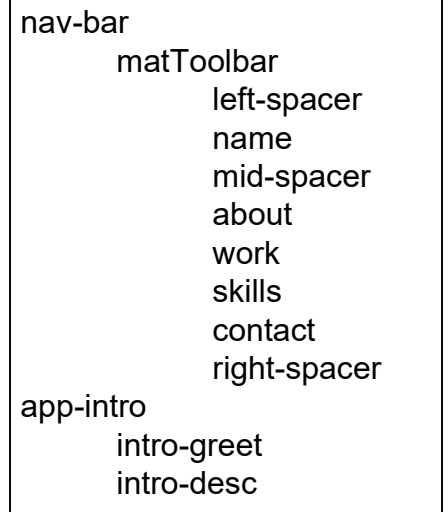 nav-bar
matToolbar
left-spacer
name
mid-spacer
about
work
skills
contact
right-spacer
app-intro
intro-greet
intro-desc